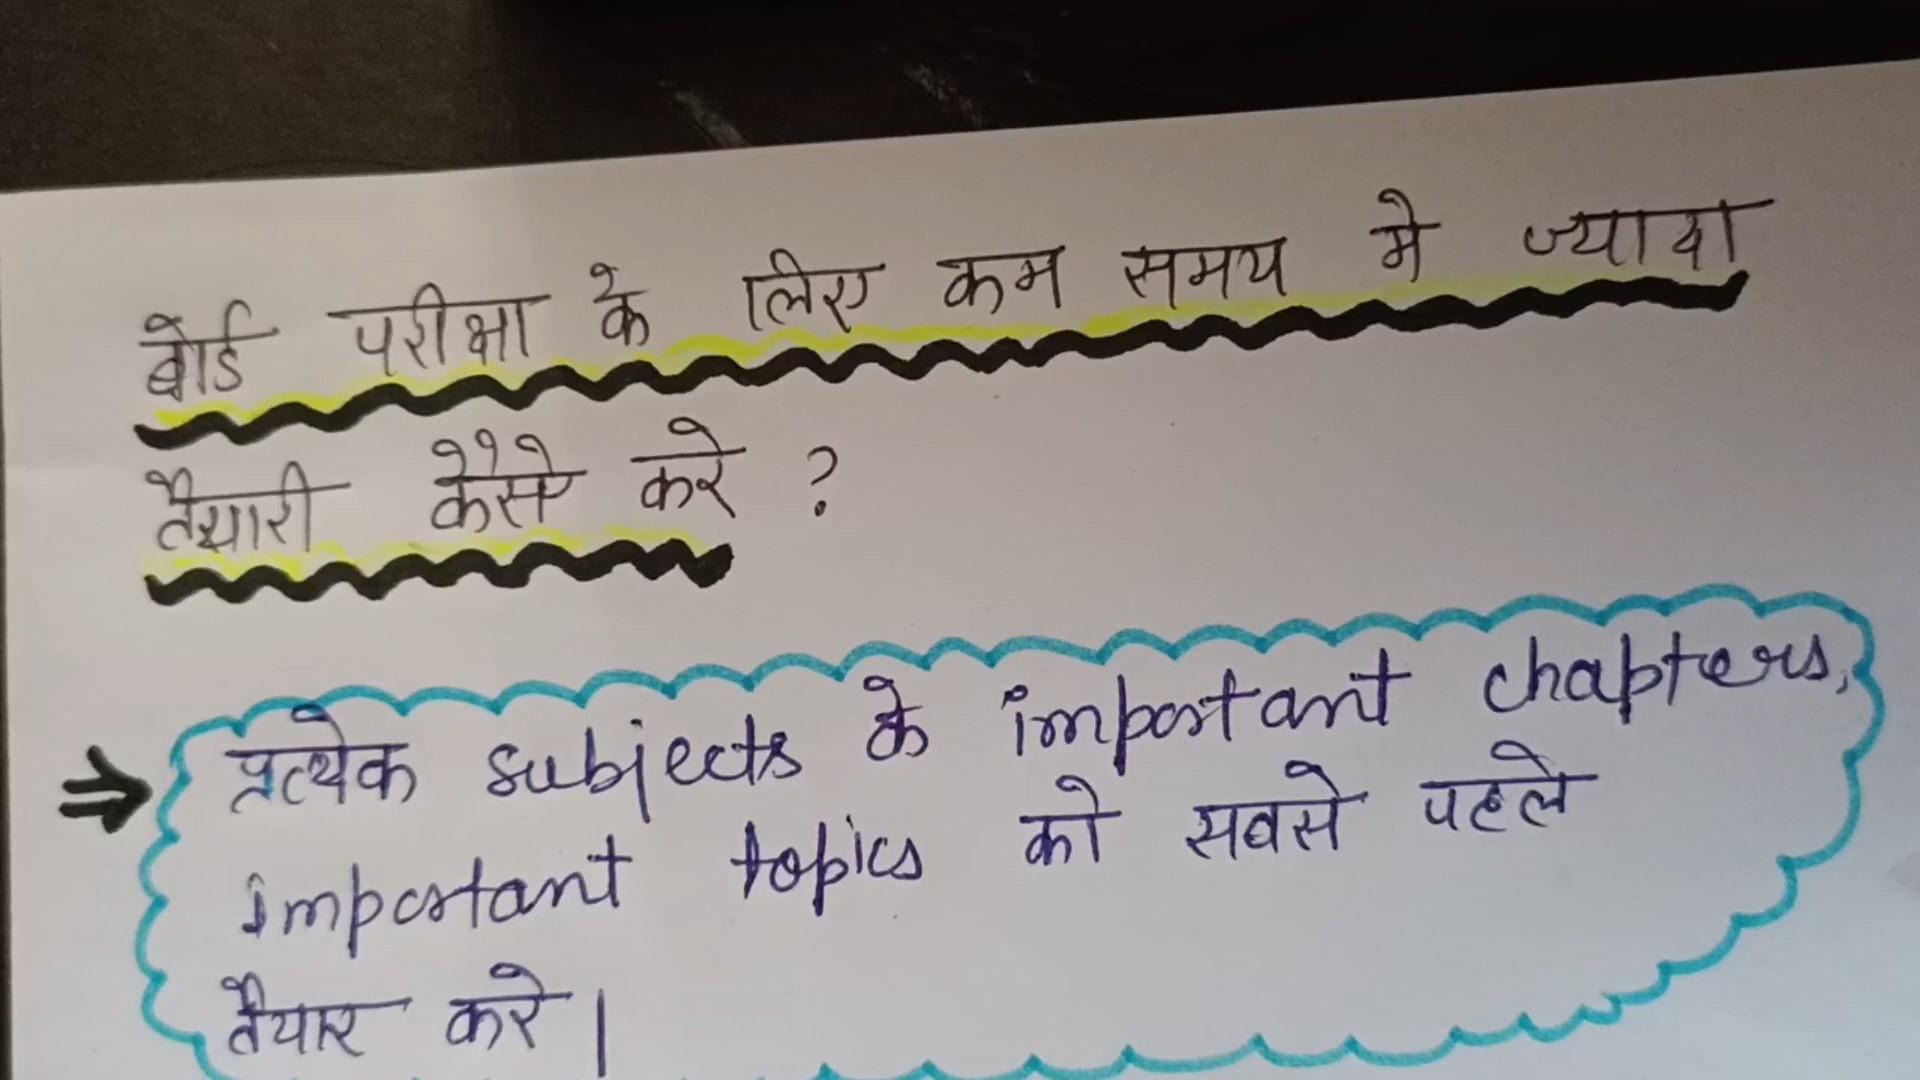 बोर्ड परीक्षा के लिए कम समय मे ज्यादा
तैयारी कैसे करे ?
प्रत्येक subjects के important chapters,
important topics को सबसे पहले
तैयार करे।